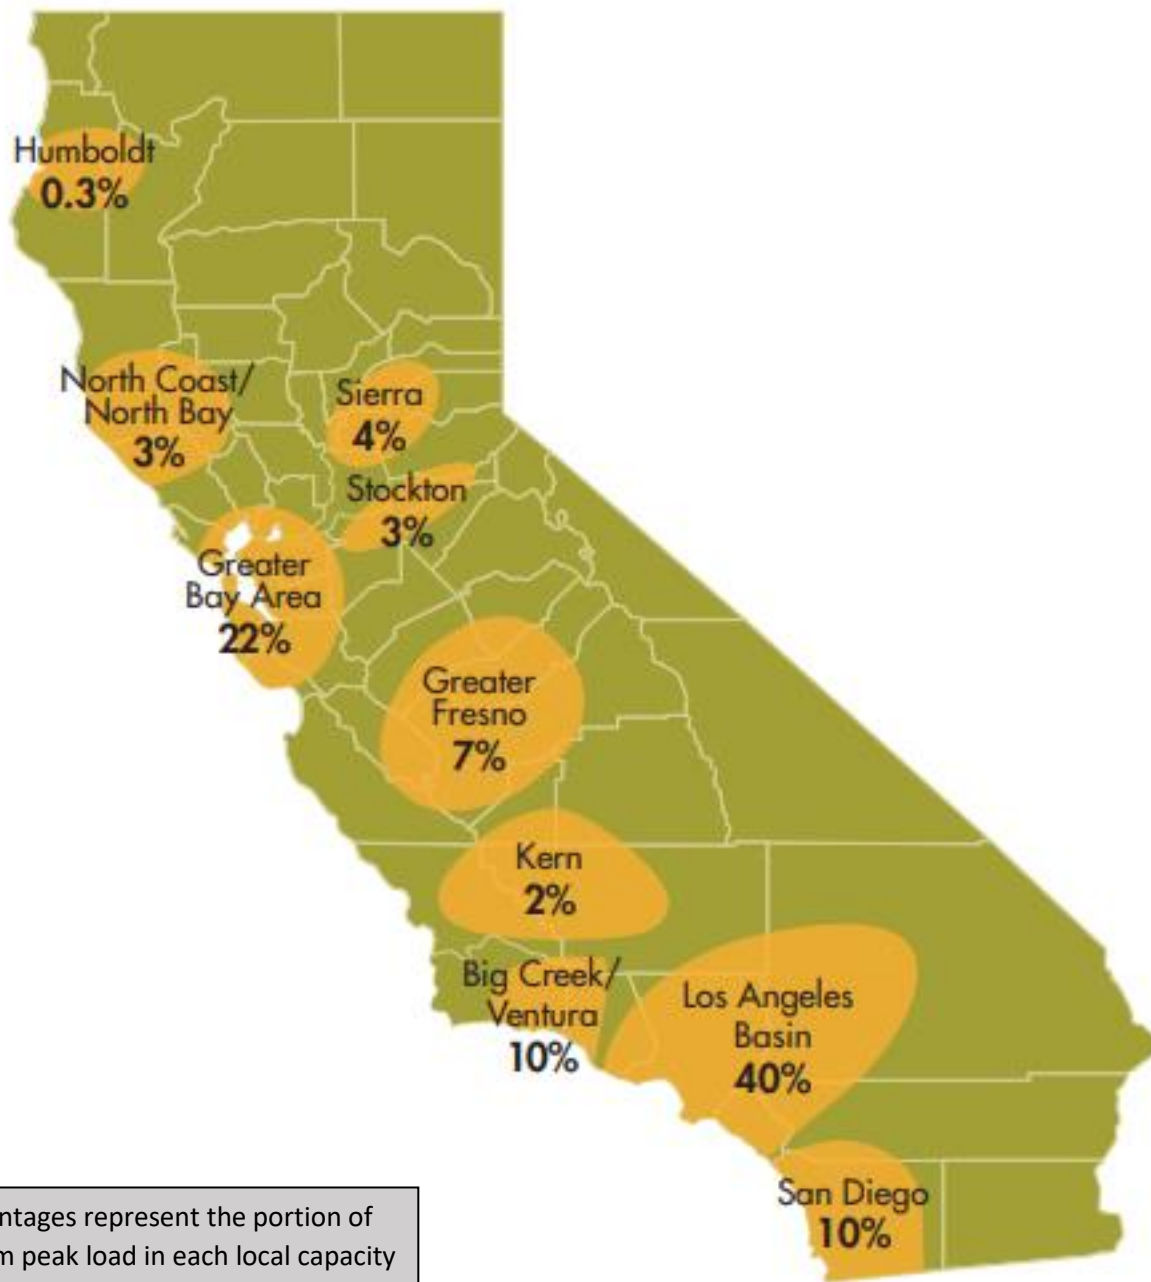 Humboldt
0.3%
North Coast/
North Bay
3%
Sierra
4%
Stockton
3%
Greater
Bay Area
22%
Greater
Fresno
7%
Kern
2%
Big Creek/
Ventura
10%
Los Angeles
Basin
40%
San Diego
10%
represent the portion of
peak load in each local capacity